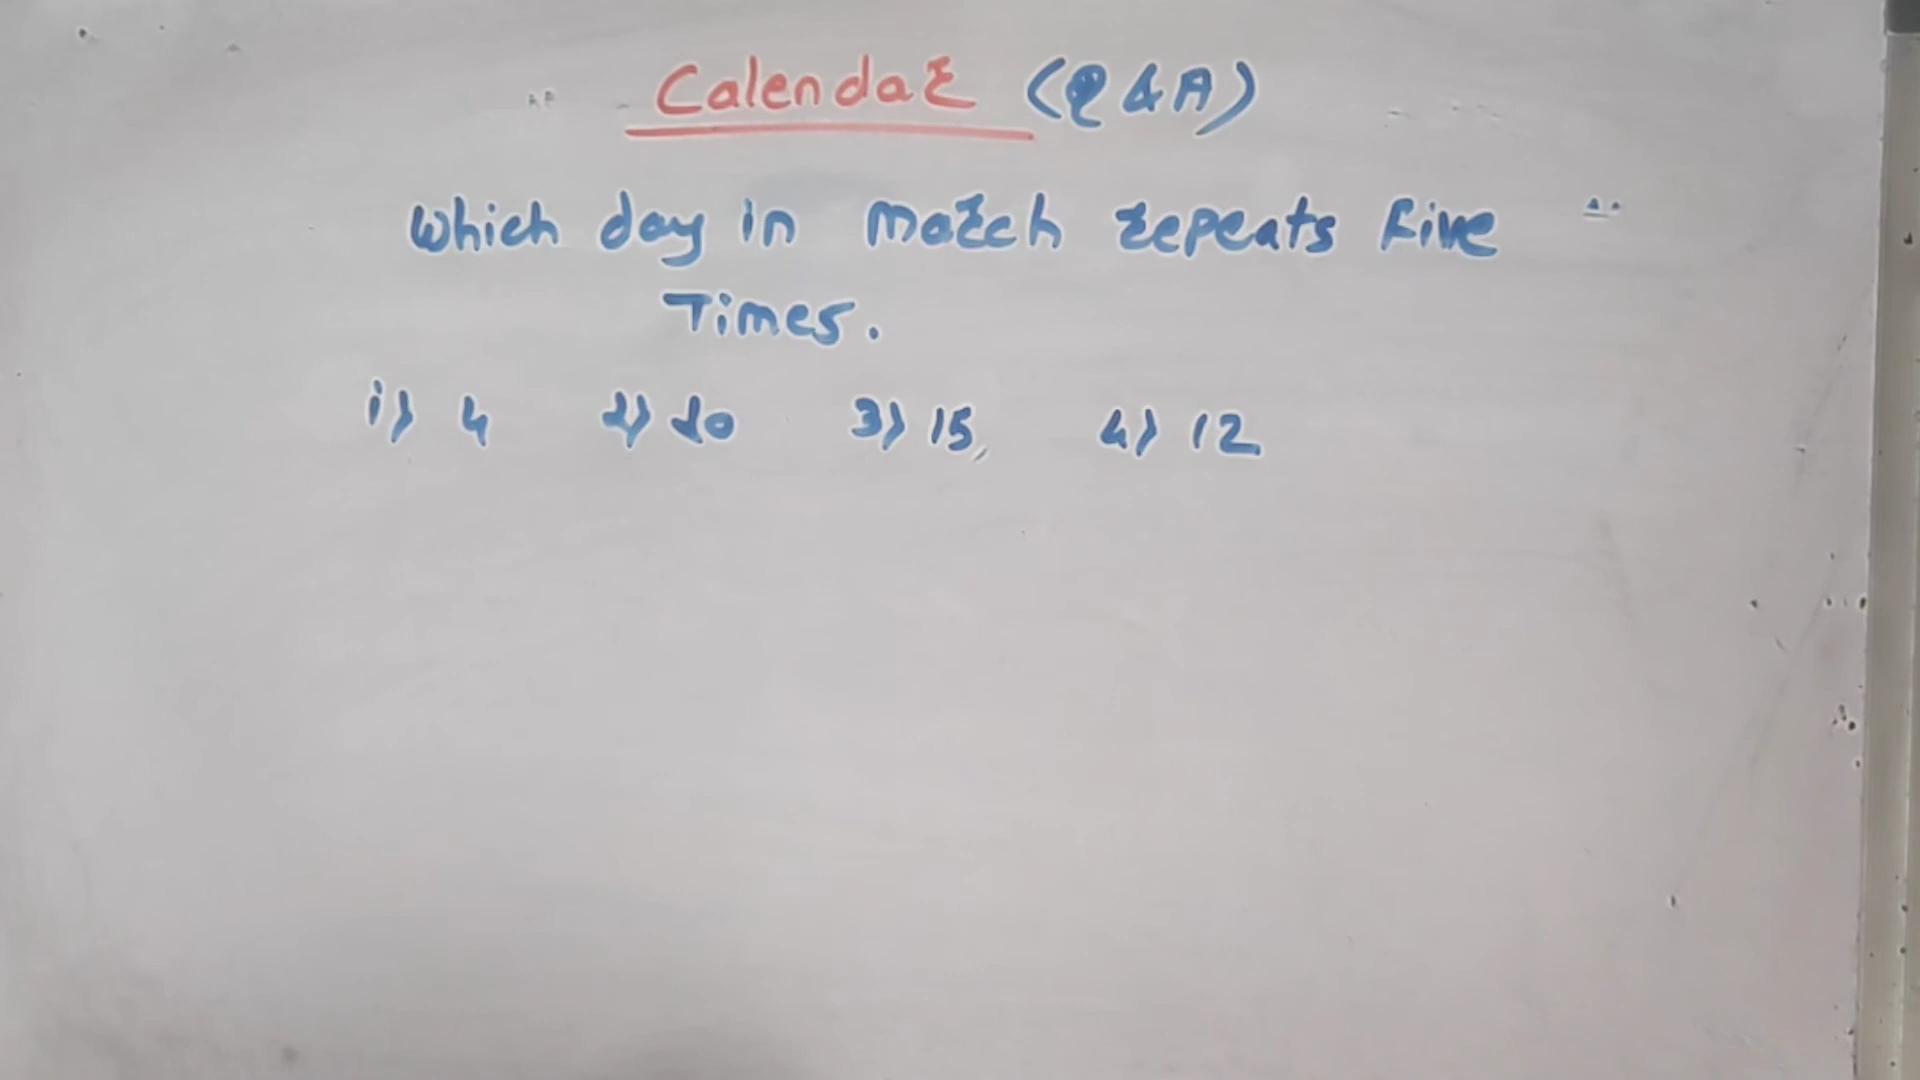 Calendar (Q & A)
Which day in March repeats five
Times.
1) 4 2) 20 3) 15 4) 12